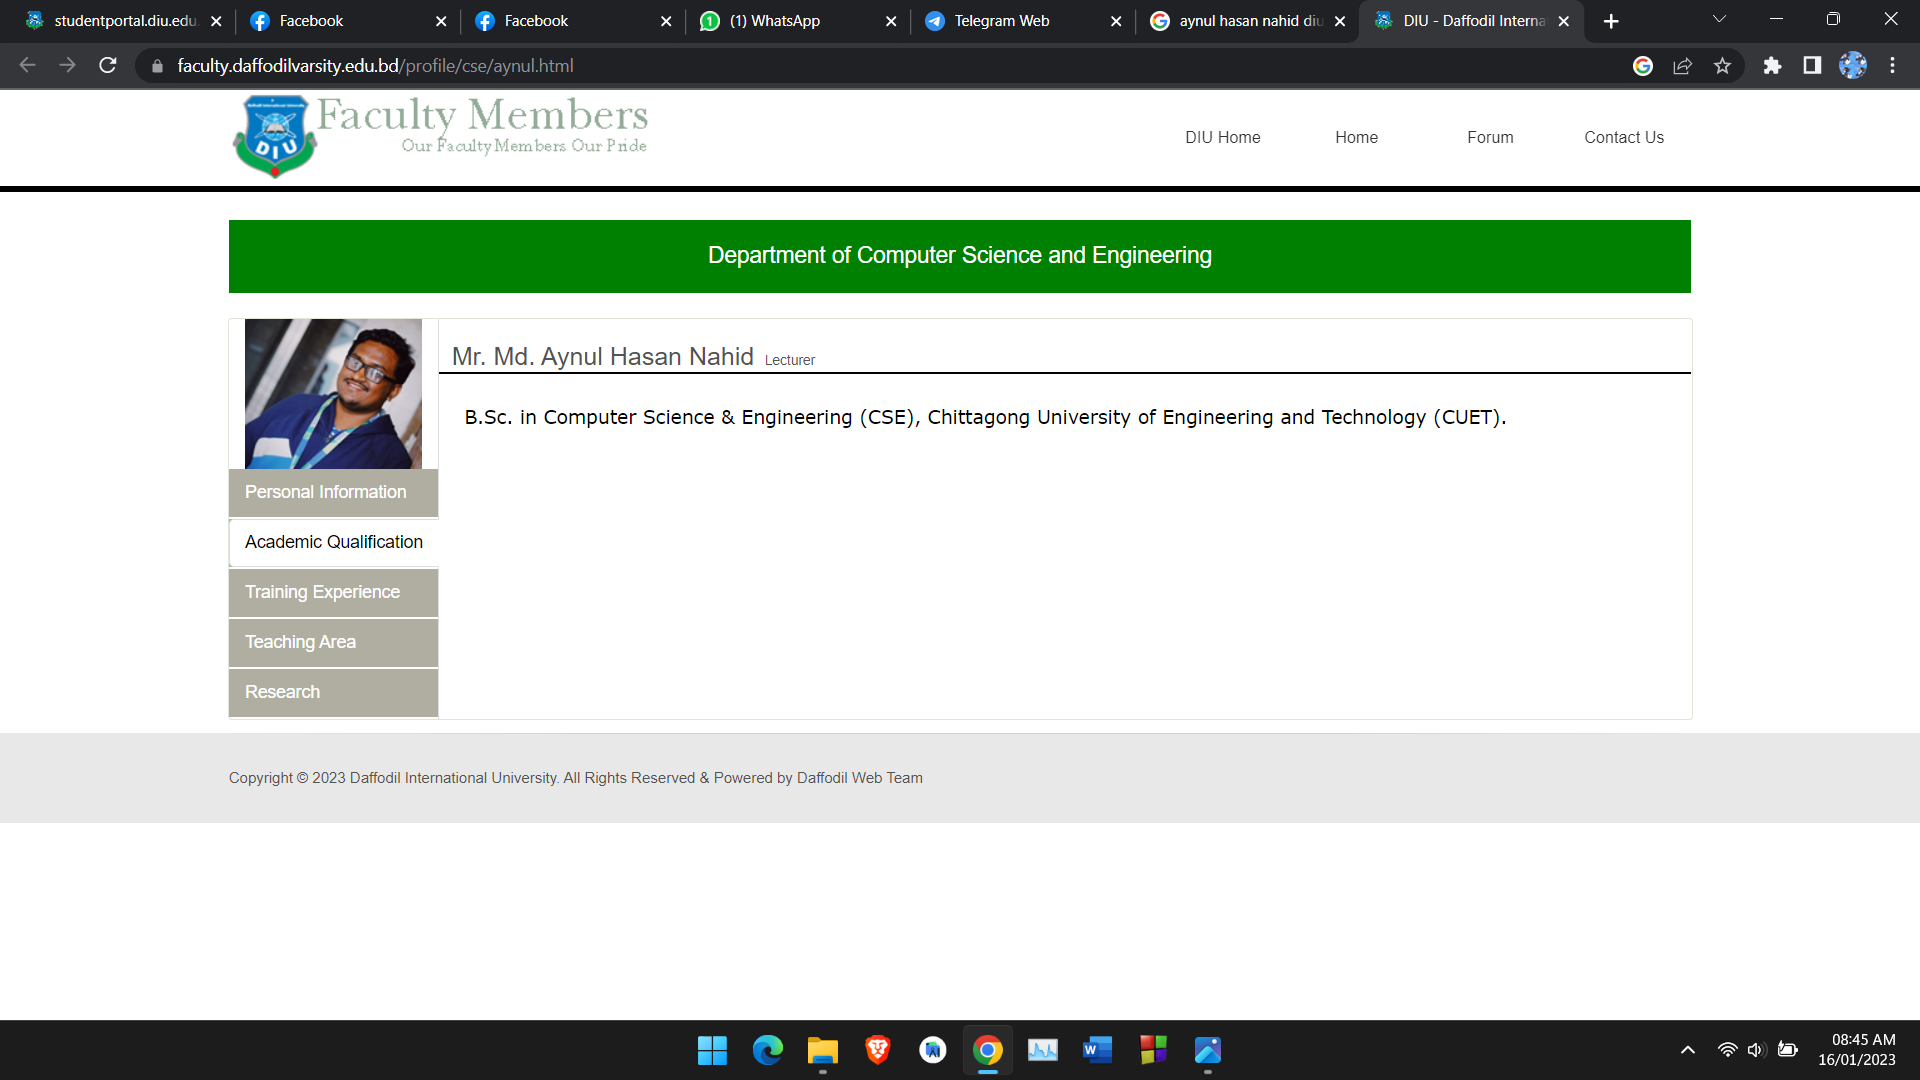 studentportal.diu.edu.
Facebook
Facebook
(1) WhatsApp
Telegram Web
aynul hasan nahid diu
DIU - Daffodil Interna
faculty.daffodilvarsity.edu.bd/profile/cse/aynul.html
DIU
Faculty Members
Our Faculty Members Our Pride
DIU Home
Home
Forum
Contact Us
Department of Computer Science and Engineering
Mr. Md. Aynul Hasan Nahid Lecturer
B.Sc. in Computer Science & Engineering (CSE), Chittagong University of Engineering and Technology (CUET).
Personal Information
Academic Qualification
Training Experience
Teaching Area
Research
Copyright © 2023 Daffodil International University. All Rights Reserved & Powered by Daffodil Web Team
08:45 AM
16/01/2023